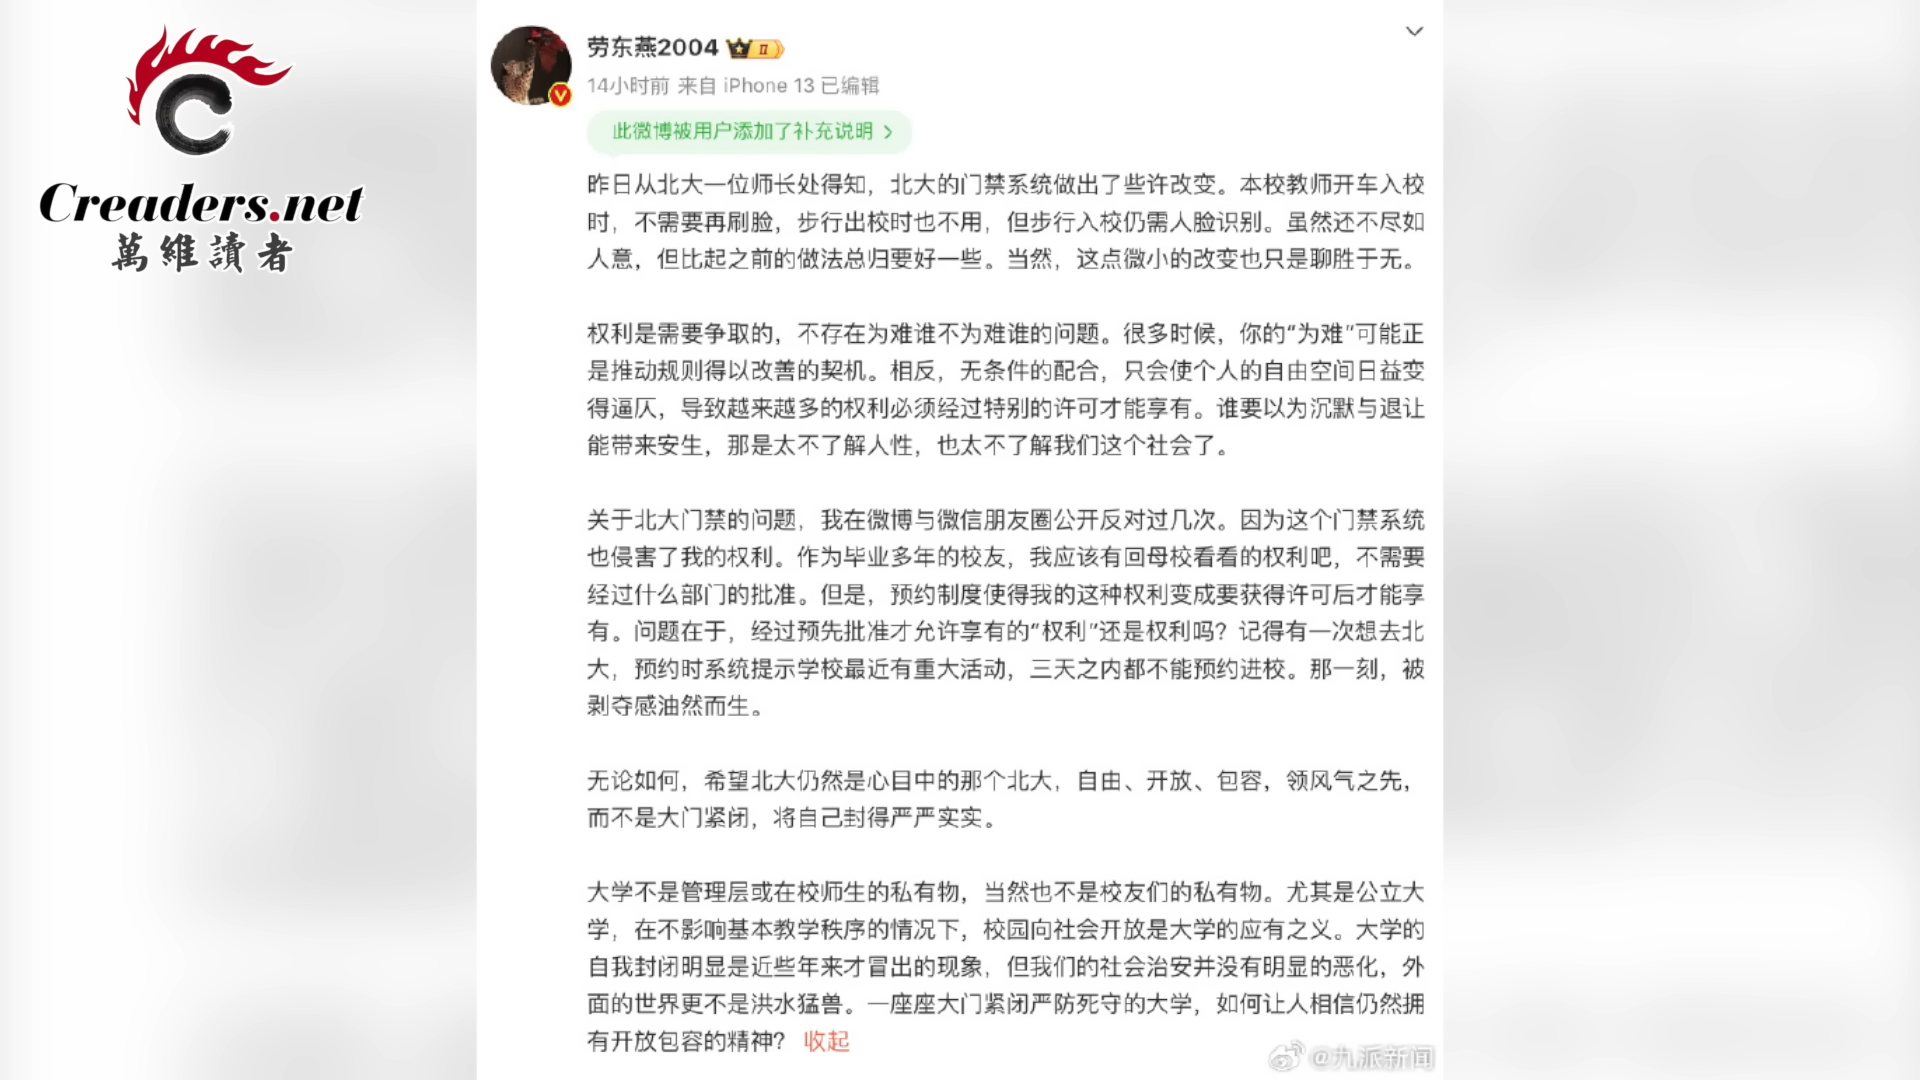 Creaders.net
萬維讀者
劳东燕2004
II
14小时前 来自 iPhone 13 已编辑
此微博被用户添加了补充说明
昨日从北大一位师长处得知，北大的门禁系统做出了些许改变。本校教师开车入校
时，不需要再刷脸，步行出校时也不用，但步行入校仍需人脸识别。虽然还不尽如
人意，但比起之前的做法总归要好一些。当然，这点微小的改变也只是聊胜于无。
权利是需要争取的，不存在为难谁不为难谁的问题。很多时候，你的“为难”可能正
是推动规则得以改善的契机。相反，无条件的配合，只会使个人的自由空间日益变
得逼仄，导致越来越多的权利必须经过特别的许可才能享有。谁要以为沉默与退让
能带来安生，那是太不了解人性，也太不了解我们这个社会了。
关于北大门禁的问题，我在微博与微信朋友圈公开反对过几次。因为这个门禁系统
也侵害了我的权利。作为毕业多年的校友，我应该有回母校看看的权利吧，不需要
经过什么部门的批准。但是，预约制度使得我的这种权利变成要获得许可后才能享
有。问题在于，经过预先批准才允许享有的“权利”还是权利吗？记得有一次想去北
大，预约时系统提示学校最近有重大活动，三天之内都不能预约进校。那一刻，被
剥夺感油然而生。
无论如何，希望北大仍然是心目中的那个北大，自由、开放、包容，领风气之先，
而不是大门紧闭，将自己封得严严实实。
大学不是管理层或在校师生的私有物，当然也不是校友们的私有物。尤其是公立大
学，在不影响基本教学秩序的情况下，校园向社会开放是大学的应有之义。大学的
自我封闭明显是近些年来才冒出的现象，但我们的社会治安并没有明显的恶化，外
面的世界更不是洪水猛兽。一座座大门紧闭严防死守的大学，如何让人相信仍然拥
有开放包容的精神？ 收起
@九派新闻